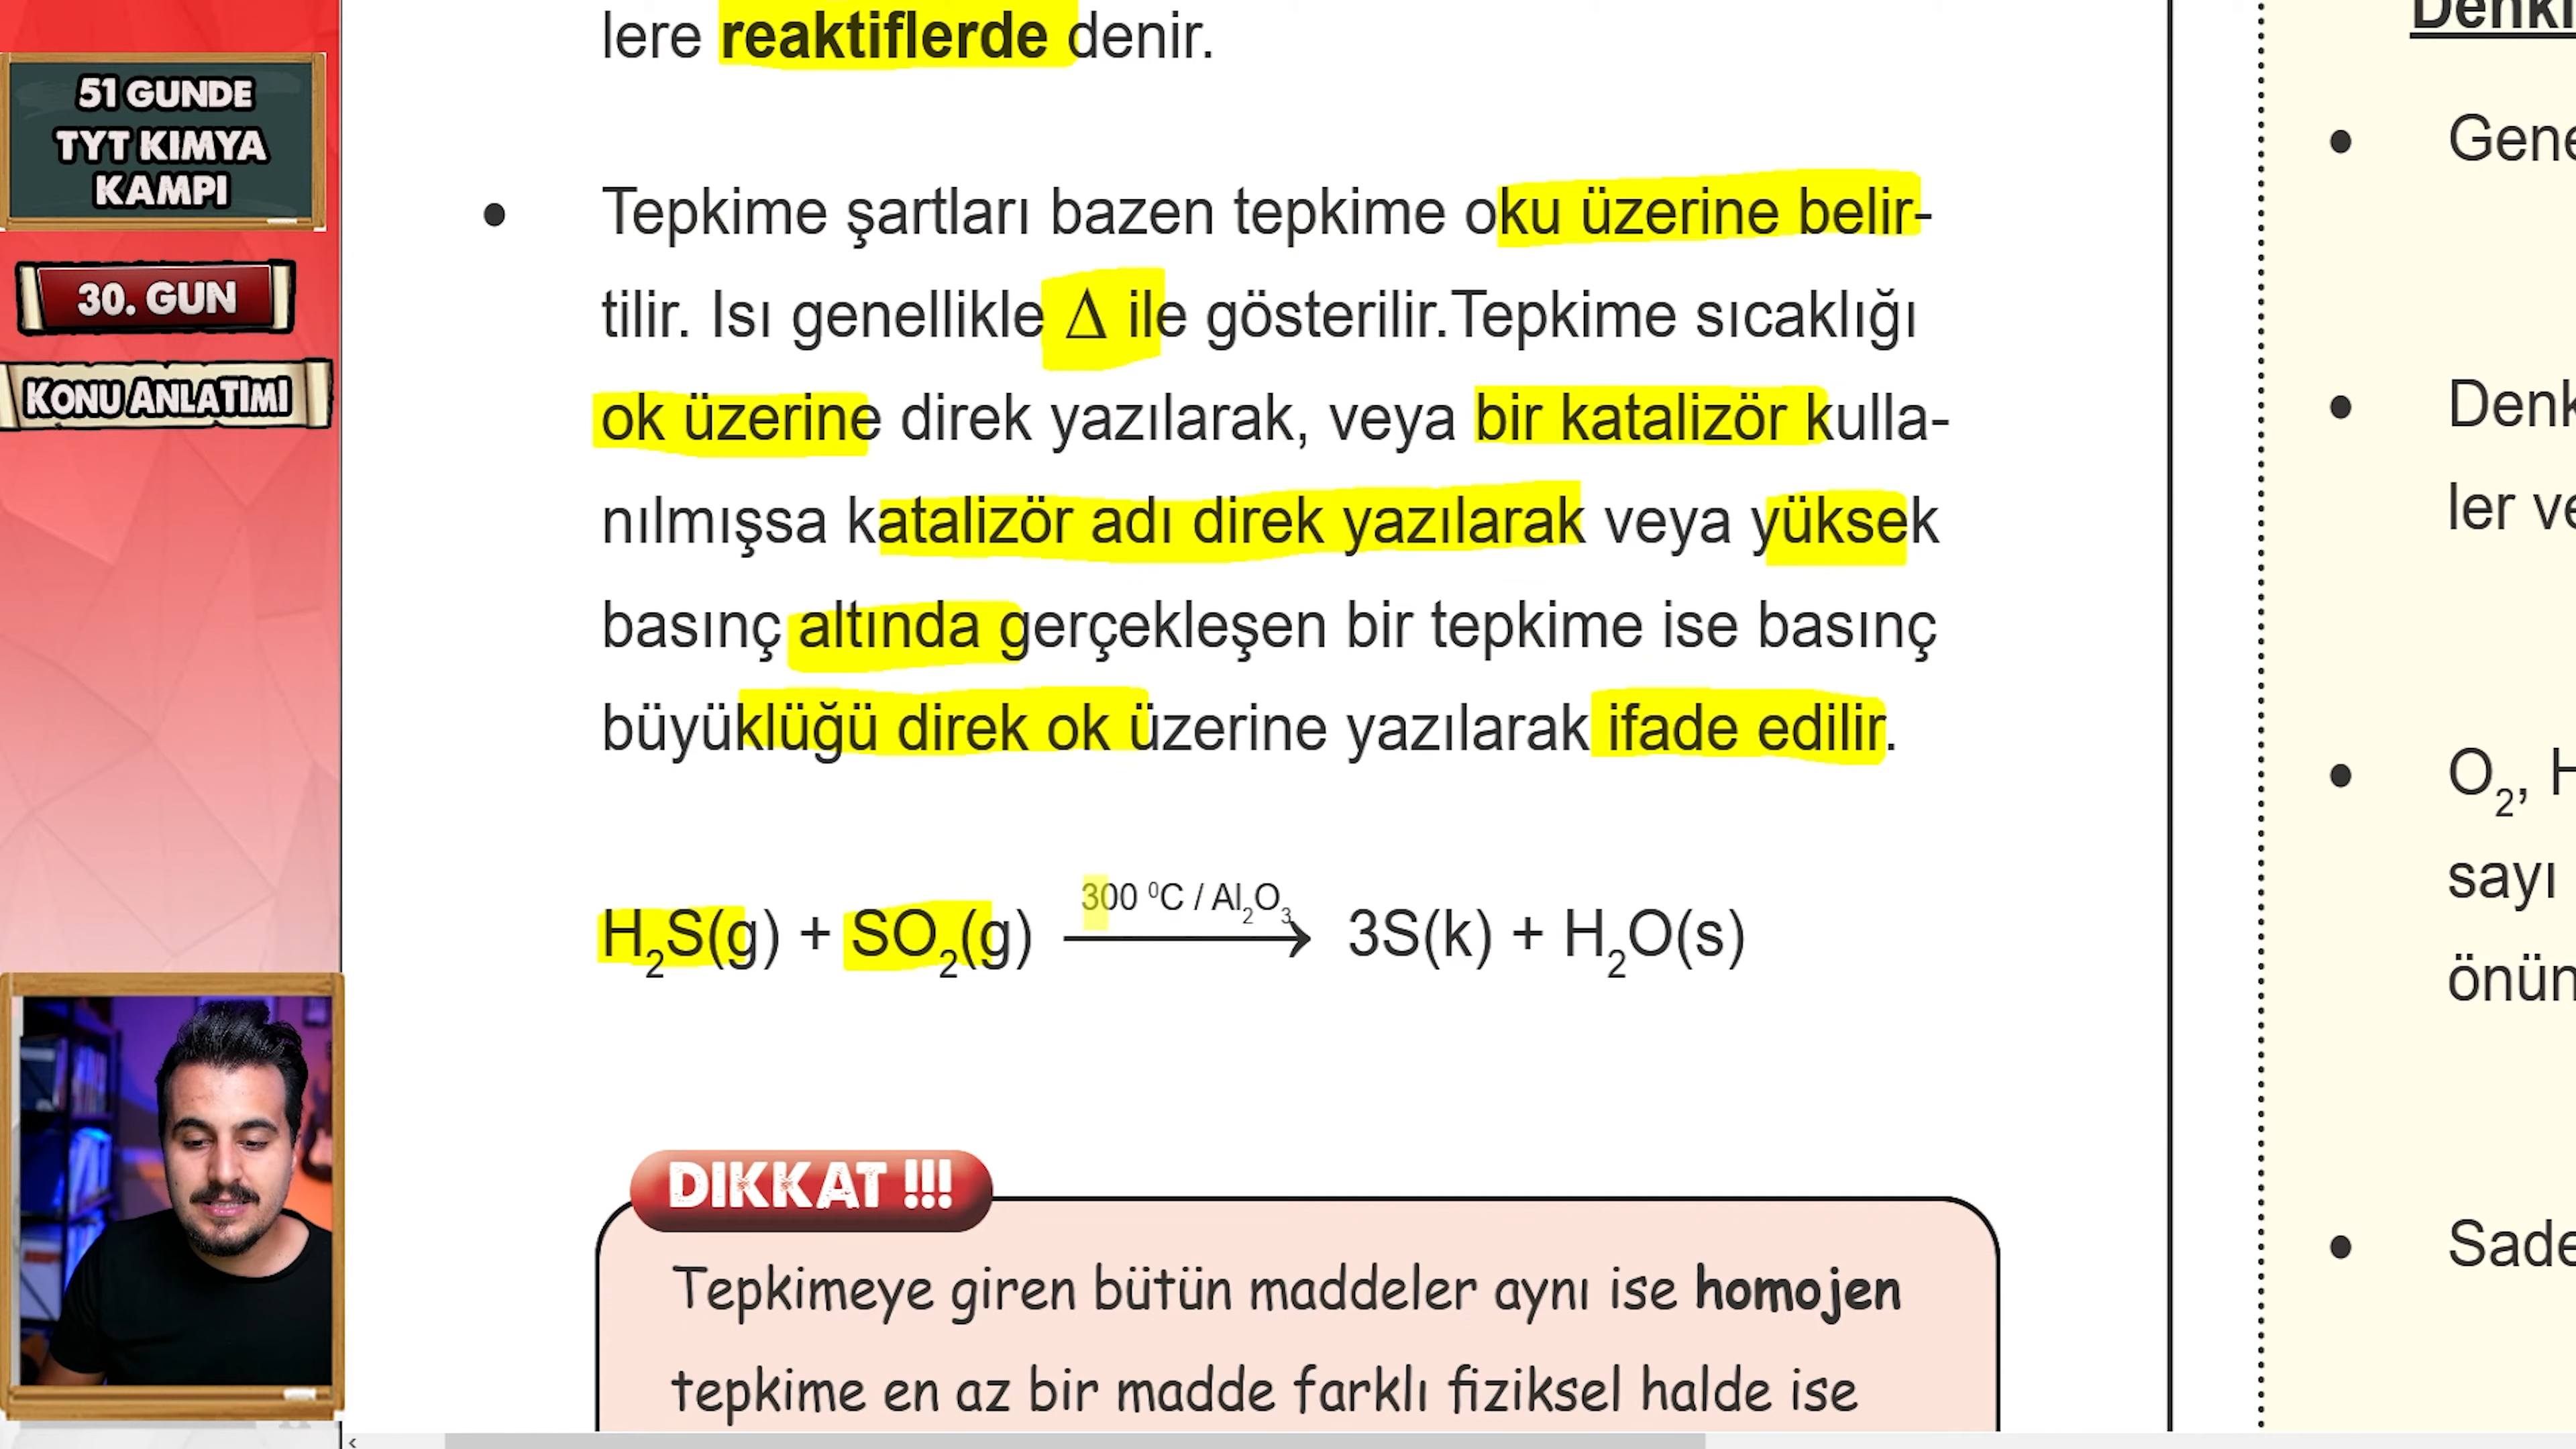 51 GUNDE
TYT KIMYA
KAMPI
30. GUN
KONU ANLATIMI
lere reaktiflerde denir.
• Tepkime şartları bazen tepkime oku üzerine belir-
tilir. Isı genellikle Δ ile gösterilir.Tepkime sıcaklığı
ok üzerine direk yazılarak, veya bir katalizör kulla-
nılmışsa katalizör adı direk yazılarak veya yüksek
basınç altında gerçekleşen bir tepkime ise basınç
büyüklüğü direk ok üzerine yazılarak ifade edilir.
300 ⁰C / Al₂O₃
H₂S(g) + SO₂(g) → 3S(k) + H₂O(s)
DIKKAT !!!
Tepkimeye giren bütün maddeler aynı ise homojen
tepkime en az bir madde farklı fiziksel halde ise
• Gene
• Denk
ler ve
• O₂, H
sayı
önün
• Sade